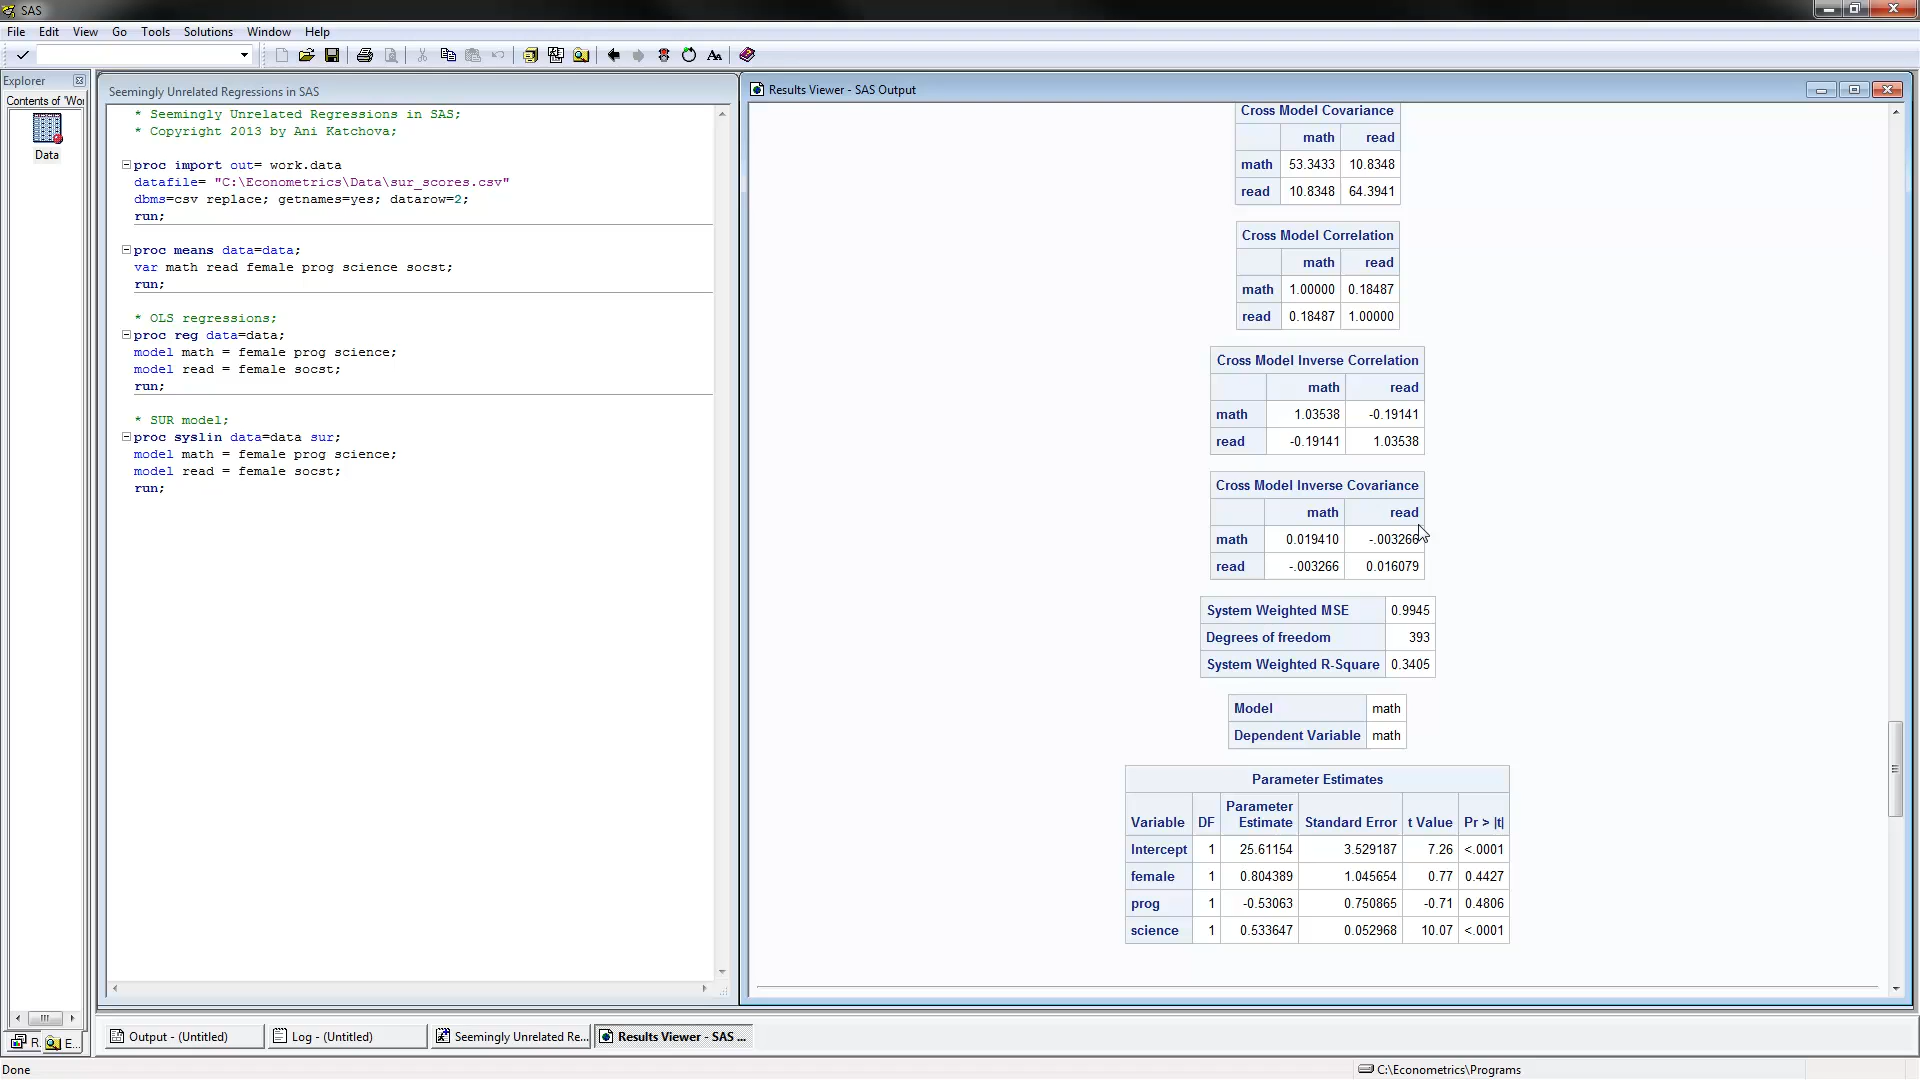 SAS
File Edit View Go Tools Solutions Window Help
Explorer
Contents of 'Wor
Data
Seemingly Unrelated Regressions in SAS
* Seemingly Unrelated Regressions in SAS;
* Copyright 2013 by Ani Katchova;
proc import out= work.data
datafile= "C:\Econometrics\Data\sur_scores.csv"
dbms=csv replace; getnames=yes; datarow=2;
run;
proc means data=data;
var math read female prog science socst;
run;
* OLS regressions;
proc reg data=data;
model math = female prog science;
model read = female socst;
run;
* SUR model;
proc syslin data=data sur;
model math = female prog science;
model read = female socst;
run;
Results Viewer - SAS Output
Cross Model Covariance
math read
math 53.3433 10.8348
read 10.8348 64.3941
Cross Model Correlation
math read
math 1.00000 0.18487
read 0.18487 1.00000
Cross Model Inverse Correlation
math read
math 1.03538 -0.19141
read -0.19141 1.03538
Cross Model Inverse Covariance
math read
math 0.019410 -.003266
read -.003266 0.016079
System Weighted MSE 0.9945
Degrees of freedom 393
System Weighted R-Square 0.3405
Model math
Dependent Variable math
Parameter Estimates
Variable DF Parameter Estimate Standard Error t Value Pr > |t|
Intercept 1 25.61154 3.529187 7.26 <.0001
female 1 0.804389 1.045654 0.77 0.4427
prog 1 -0.53063 0.750865 -0.71 0.4806
science 1 0.533647 0.052968 10.07 <.0001
R... E...
Output - (Untitled) Log - (Untitled) Seemingly Unrelated Re... Results Viewer - SAS ...
Done C:\Econometrics\Programs